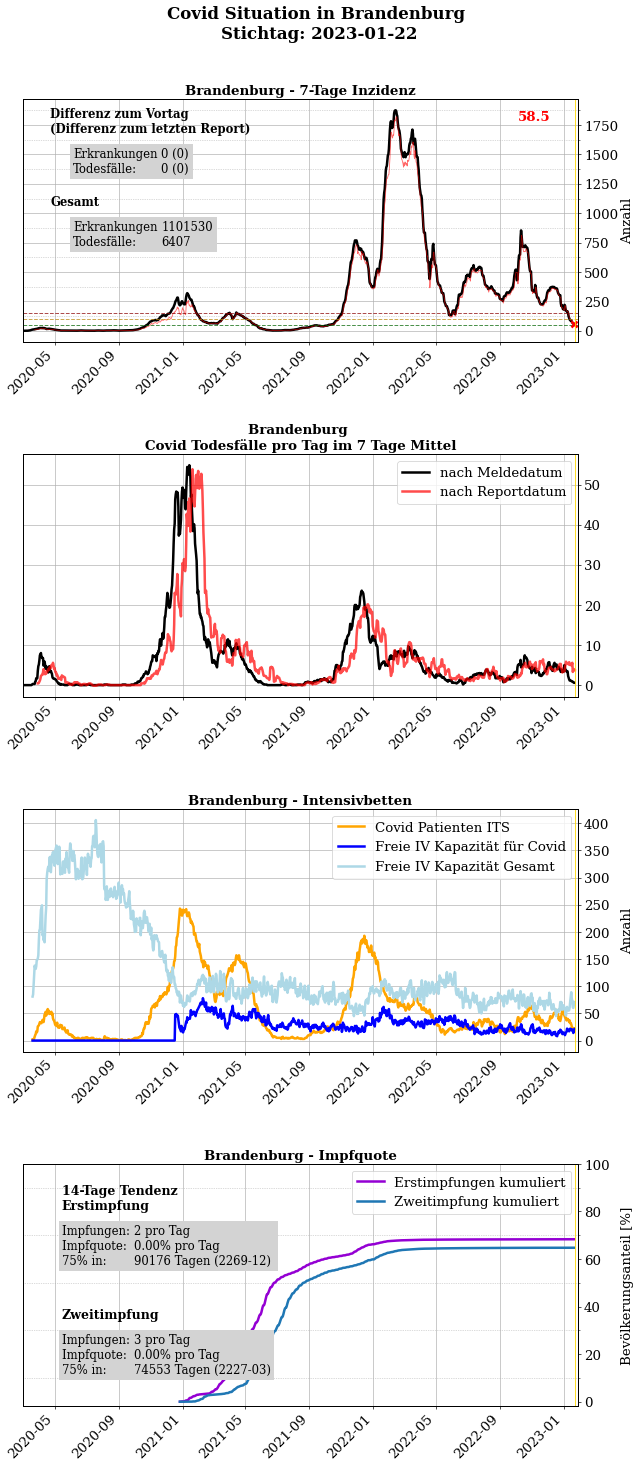 Covid Situation in Brandenburg
Stichtag: 2023-01-22
Brandenburg - 7-Tage Inzidenz
Differenz zum Vortag
(Differenz zum letzten Report)
Erkrankungen 0 (0)
Todesfälle: 0 (0)
Gesamt
Erkrankungen 1101530
Todesfälle: 6407
58.5
1750
1500
1250
1000
750
500
250
0
Anzahl
2020-05
2020-09
2021-01
2021-05
2021-09
2022-01
2022-05
2022-09
2023-01
Brandenburg
Covid Todesfälle pro Tag im 7 Tage Mittel
nach Meldedatum
nach Reportdatum
50
40
30
20
10
0
2020-05
2020-09
2021-01
2021-05
2021-09
2022-01
2022-05
2022-09
2023-01
Brandenburg - Intensivbetten
Covid Patienten ITS
Freie IV Kapazität für Covid
Freie IV Kapazität Gesamt
400
350
300
250
200
150
100
50
0
Anzahl
2020-05
2020-09
2021-01
2021-05
2021-09
2022-01
2022-05
2022-09
2023-01
Brandenburg - Impfquote
14-Tage Tendenz
Erstimpfung
Impfungen: 2 pro Tag
Impfquote: 0.00% pro Tag
75% in: 90176 Tagen (2269-12)
Zweitimpfung
Impfungen: 3 pro Tag
Impfquote: 0.00% pro Tag
75% in: 74553 Tagen (2227-03)
Erstimpfungen kumuliert
Zweitimpfung kumuliert
100
80
60
40
20
0
Bevölkerungsanteil [%]
2020-05
2020-09
2021-01
2021-05
2021-09
2022-01
2022-05
2022-09
2023-01